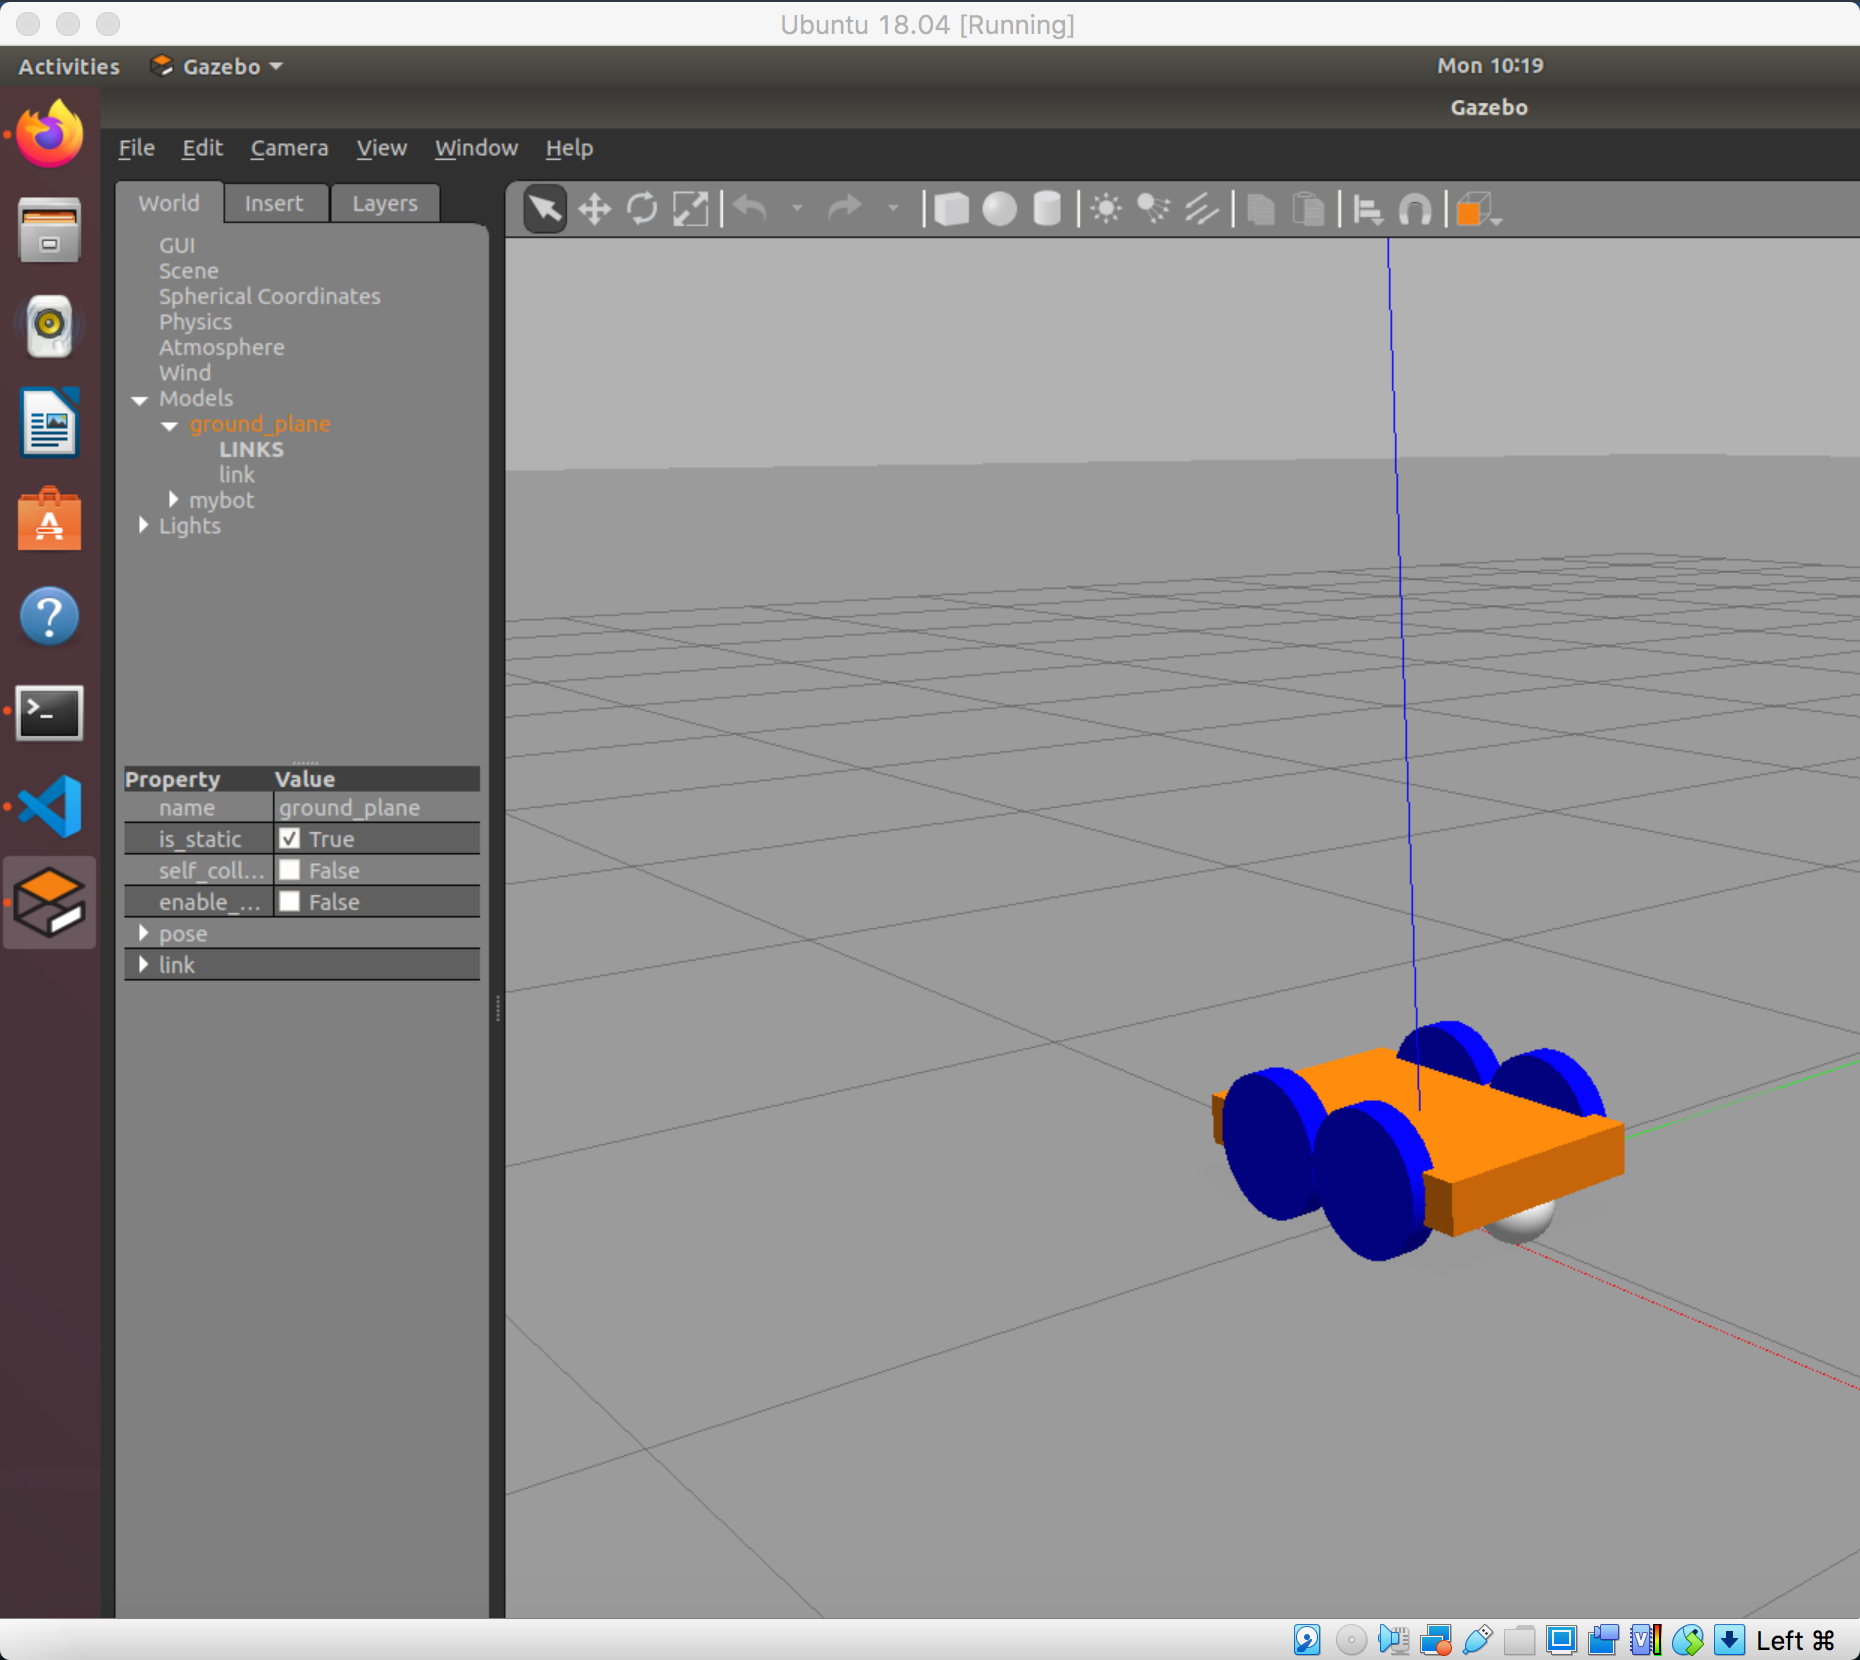 Ubuntu 18.04 [Running]
Activities Gazebo Mon 10:19
Gazebo
File Edit Camera View Window Help
World Insert Layers
GUI
Scene
Spherical Coordinates
Physics
Atmosphere
Wind
Models
ground_plane
LINKS
link
mybot
Lights
Property Value
name ground_plane
is_static True
self_coll... False
enable_... False
pose
link
Left ⌘